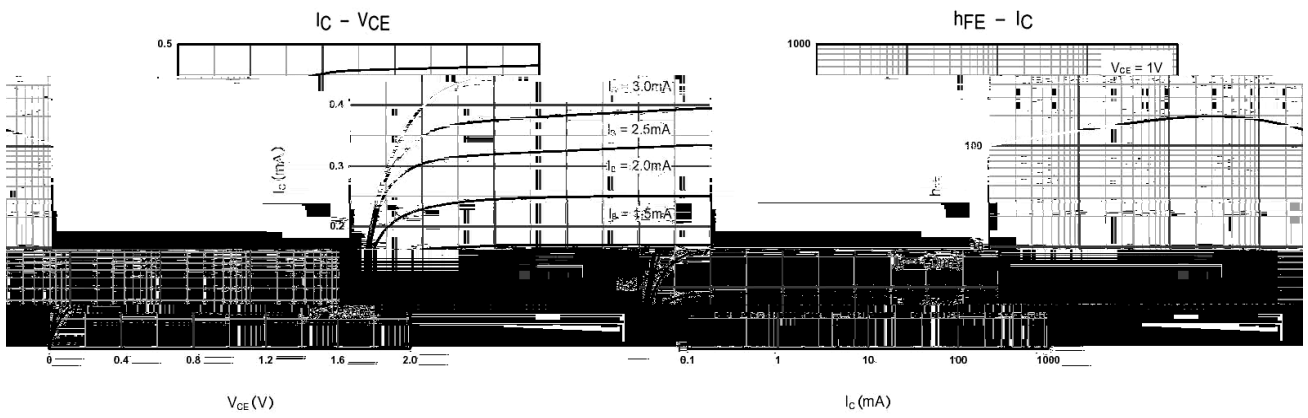 IC – VCE
0.5
0.4
0.3
0.2
IC (mA)
= 3.0mA
IB = 2.5mA
IB = 2.0mA
IB = 1.5mA
0 0.4 0.8 1.2 1.6 2.0
VCE (V)
hFE – IC
1000
100
VCE = 1V
0.1 1 10 100 1000
IC (mA)